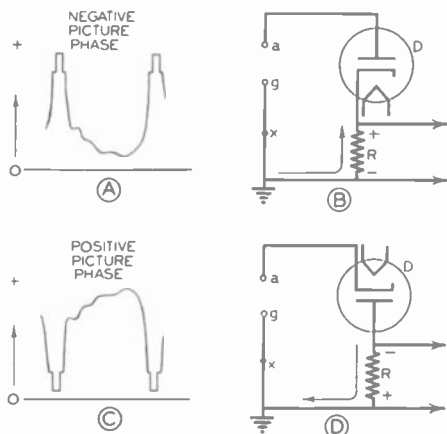 NEGATIVE
PICTURE
PHASE
+
O
A
a
g
x
D
+
R
-
B
POSITIVE
PICTURE
PHASE
+
O
C
a
g
x
D
-
R
+
D